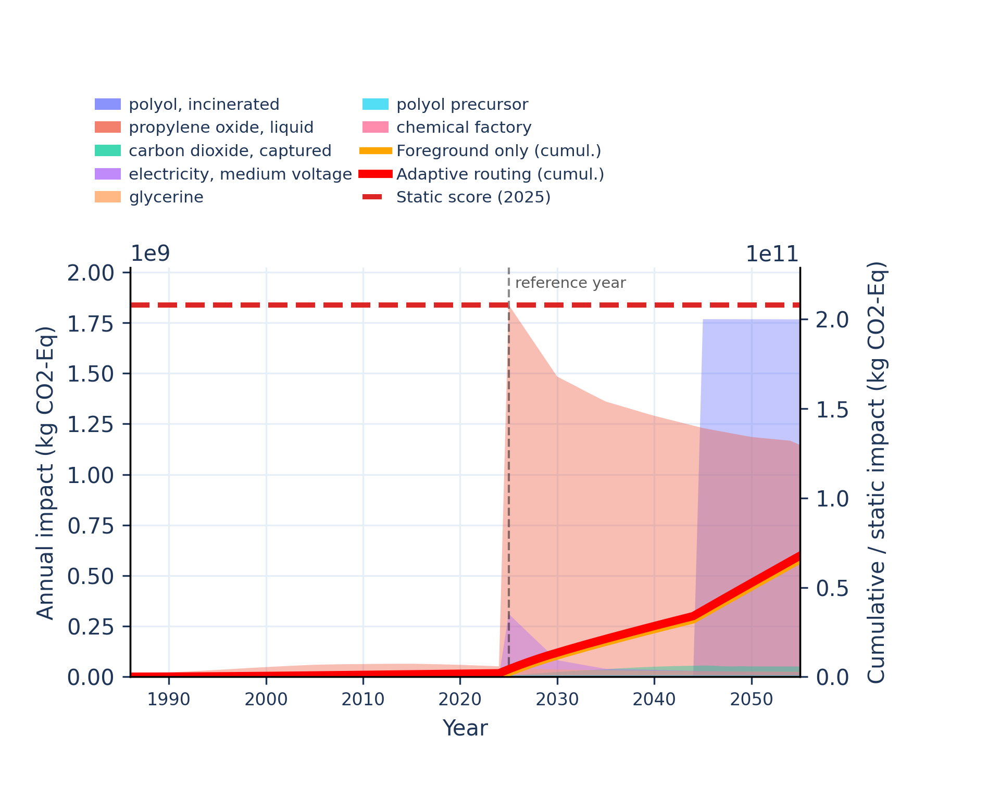 polyol, incinerated
propylene oxide, liquid
carbon dioxide, captured
electricity, medium voltage
glycerine
polyol precursor
chemical factory
Foreground only (cumul.)
Adaptive routing (cumul.)
Static score (2025)
1e9
1e11
2.00
1.75
1.50
1.25
1.00
0.75
0.50
0.25
0.00
Annual impact (kg CO2-Eq)
reference year
2.0
1.5
1.0
0.5
0.0
Cumulative / static impact (kg CO2-Eq)
1990 2000 2010 2020 2030 2040 2050
Year